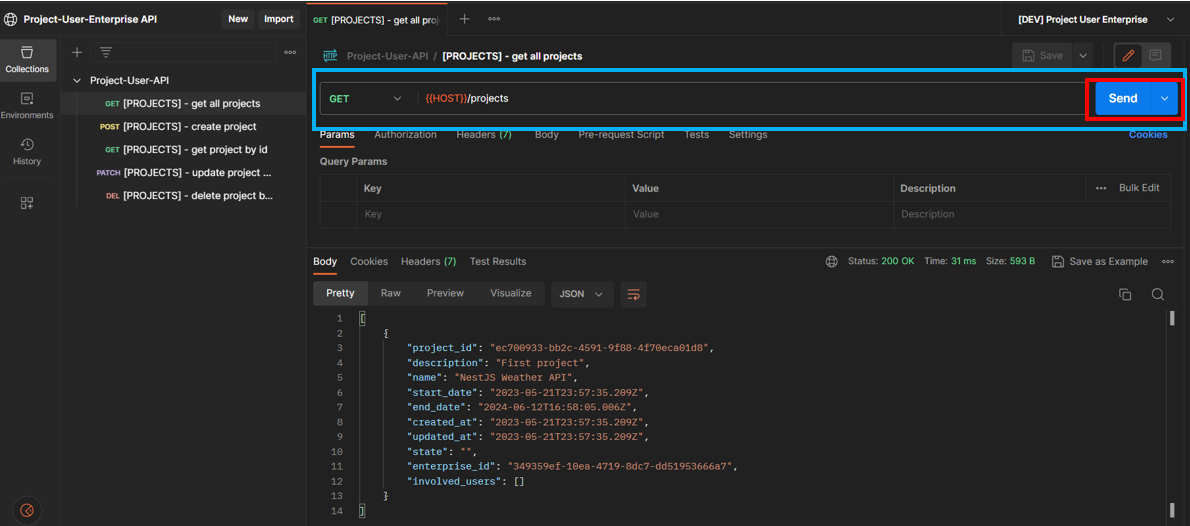 Project-User-Enterprise API
New
Import
GET [PROJECTS] - get all proj
[DEV] Project User Enterprise
Collections
Environments
History
Project-User-API
GET [PROJECTS] - get all projects
POST [PROJECTS] - create project
GET [PROJECTS] - get project by id
PATCH [PROJECTS] - update project ...
DEL [PROJECTS] - delete project b...
HTTP Project-User-API / [PROJECTS] - get all projects
Save
GET
{{HOST}}/projects
Send
Params Authorization Headers (7) Body Pre-request Script Tests Settings Cookies
Query Params
Key Value Description Bulk Edit
Key Value Description
Body Cookies Headers (7) Test Results Status: 200 OK Time: 31 ms Size: 593 B Save as Example
Pretty Raw Preview Visualize JSON
1 [
2 {
3 "project_id": "ec700933-bb2c-4591-9f88-4f70eca01d8",
4 "description": "First project",
5 "name": "NestJS Weather API",
6 "start_date": "2023-05-21T23:57:35.209Z",
7 "end_date": "2024-06-12T16:58:05.006Z",
8 "created_at": "2023-05-21T23:57:35.209Z",
9 "updated_at": "2023-05-21T23:57:35.209Z",
10 "state": "",
11 "enterprise_id": "349359ef-10ea-4719-8dc7-dd51953666a7",
12 "involved_users": []
13 }
14 ]